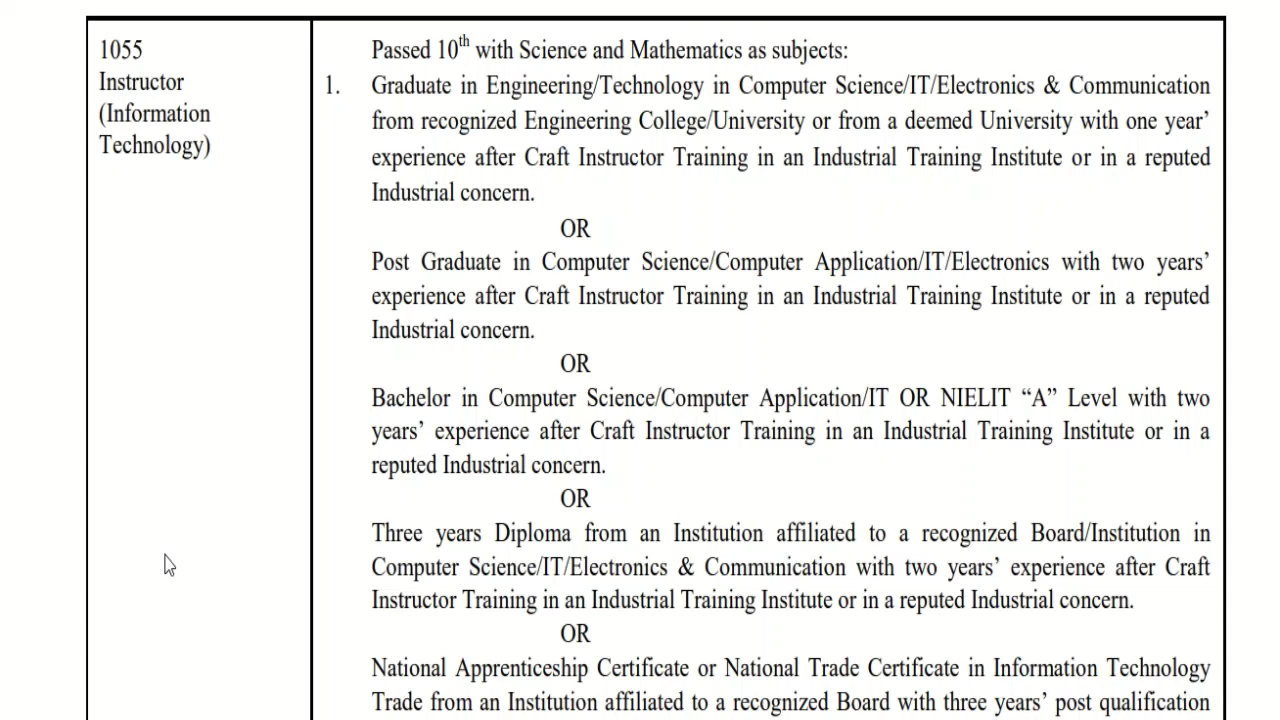 1055
Instructor
(Information
Technology)
Passed 10th with Science and Mathematics as subjects:
1. Graduate in Engineering/Technology in Computer Science/IT/Electronics & Communication
from recognized Engineering College/University or from a deemed University with one year’
experience after Craft Instructor Training in an Industrial Training Institute or in a reputed
Industrial concern.
OR
Post Graduate in Computer Science/Computer Application/IT/Electronics with two years’
experience after Craft Instructor Training in an Industrial Training Institute or in a reputed
Industrial concern.
OR
Bachelor in Computer Science/Computer Application/IT OR NIELIT “A” Level with two
years’ experience after Craft Instructor Training in an Industrial Training Institute or in a
reputed Industrial concern.
OR
Three years Diploma from an Institution affiliated to a recognized Board/Institution in
Computer Science/IT/Electronics & Communication with two years’ experience after Craft
Instructor Training in an Industrial Training Institute or in a reputed Industrial concern.
OR
National Apprenticeship Certificate or National Trade Certificate in Information Technology
Trade from an Institution affiliated to a recognized Board with three years’ post qualification